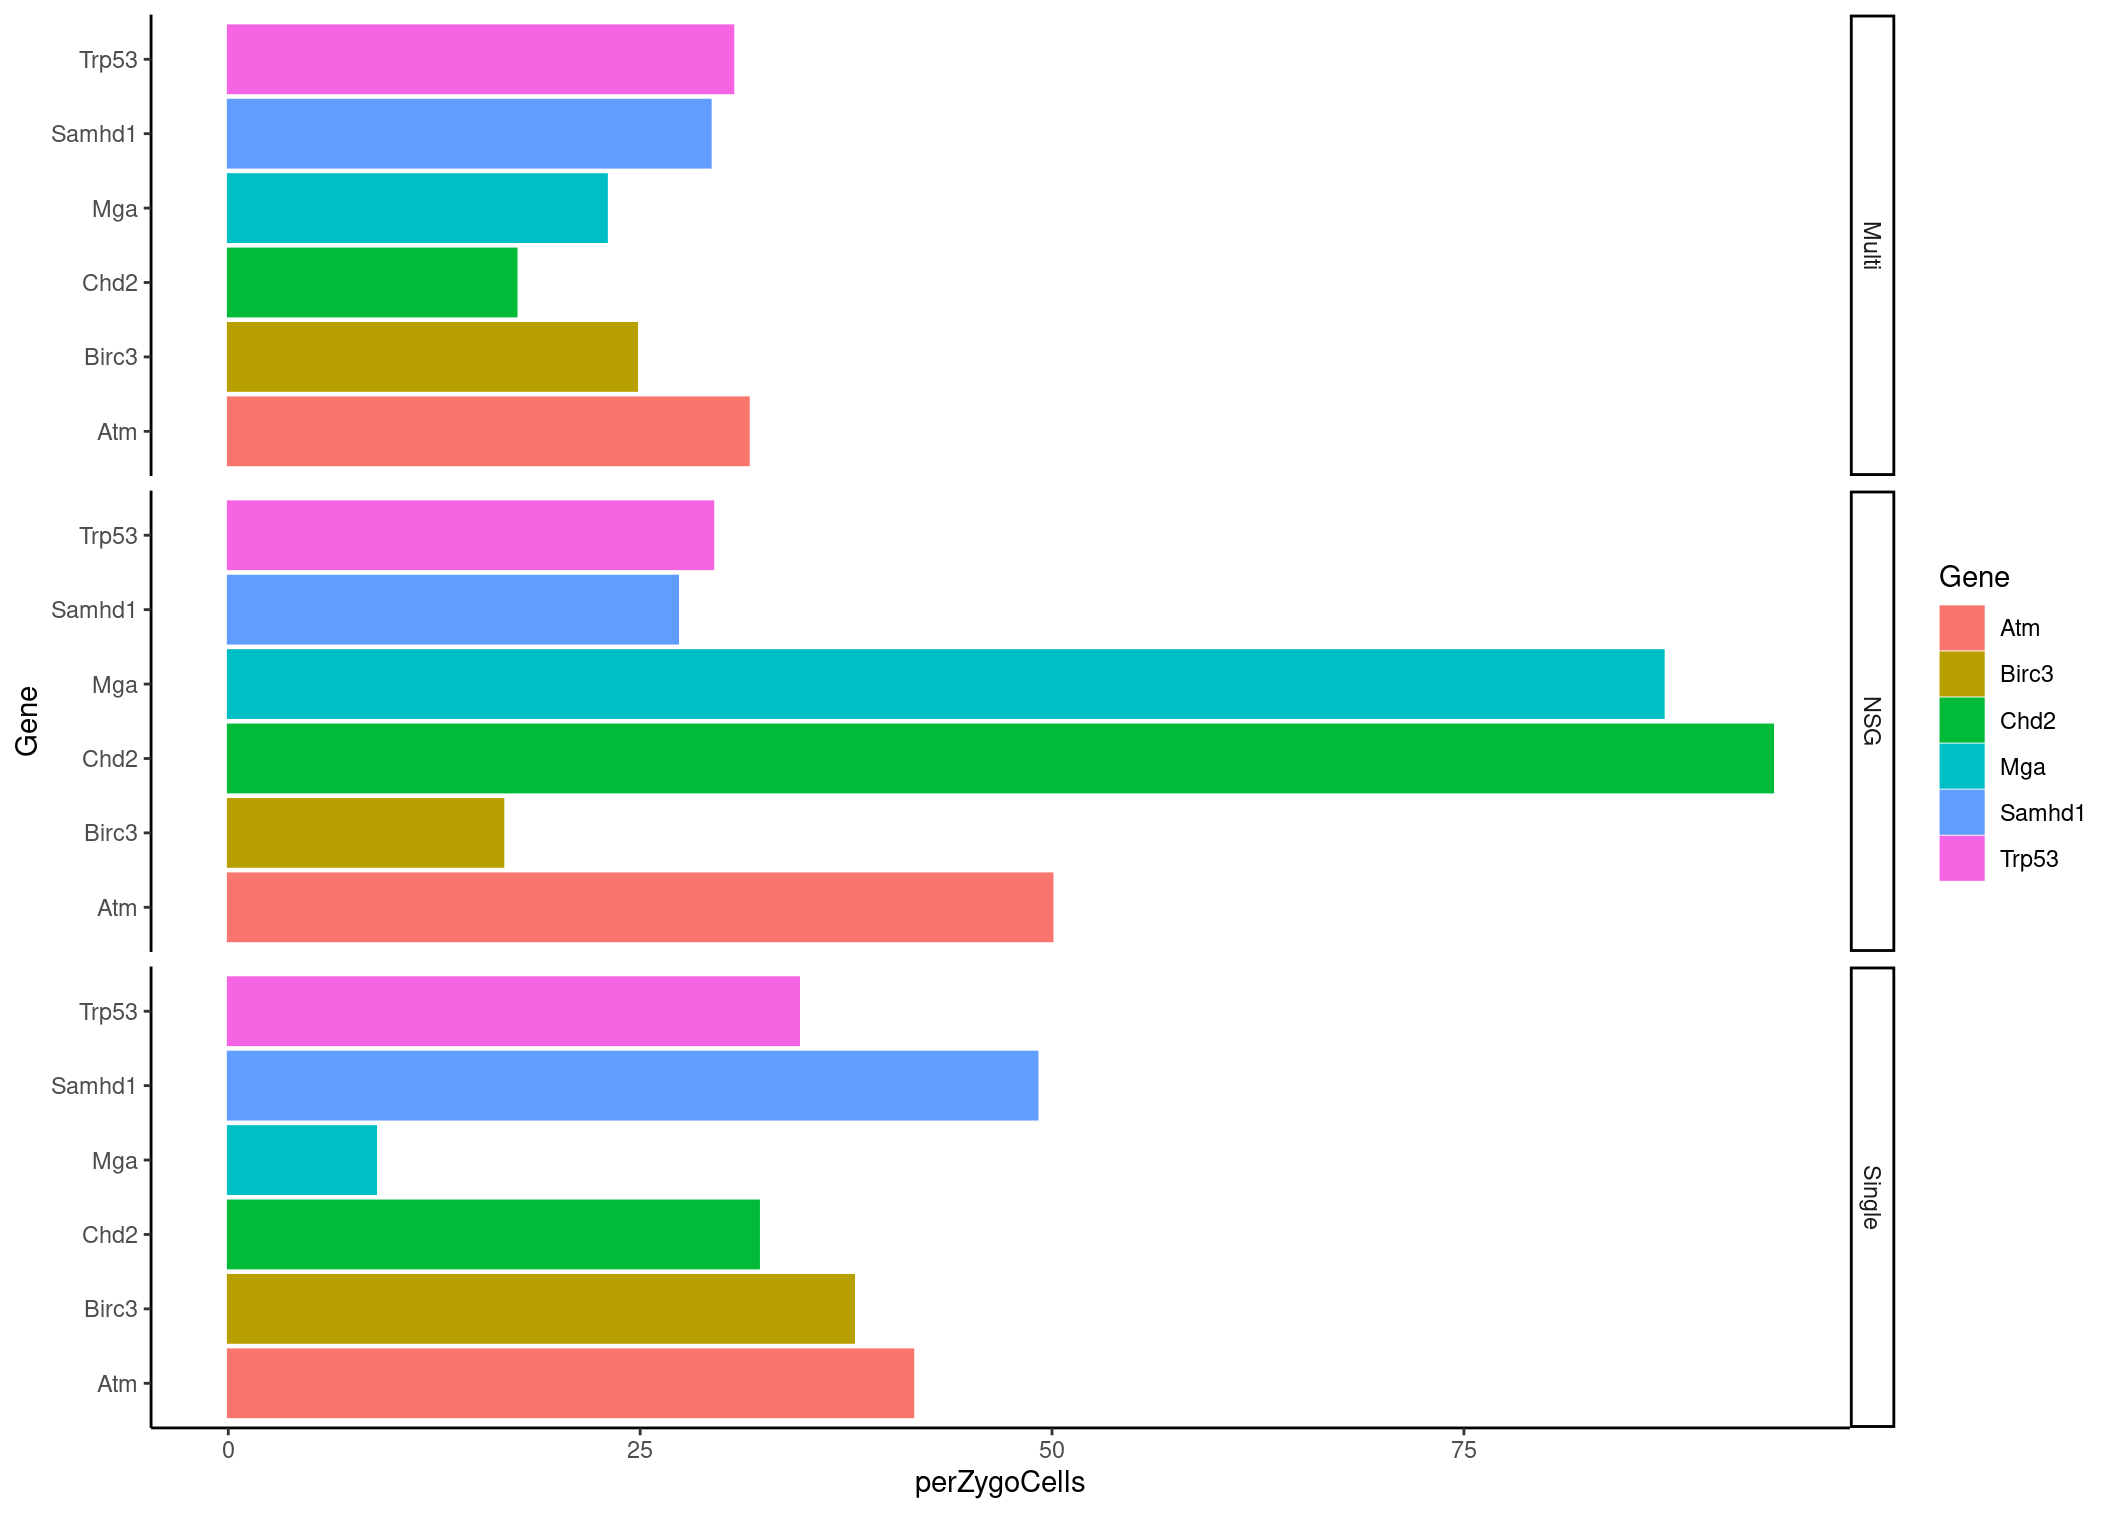 Trp53
Samhd1
Mga
Chd2
Birc3
Atm
Multi
Trp53
Samhd1
Mga
Chd2
Birc3
Atm
NSG
Trp53
Samhd1
Mga
Chd2
Birc3
Atm
Single
Gene
0 25 50 75
perZygoCells
Gene
Atm
Birc3
Chd2
Mga
Samhd1
Trp53